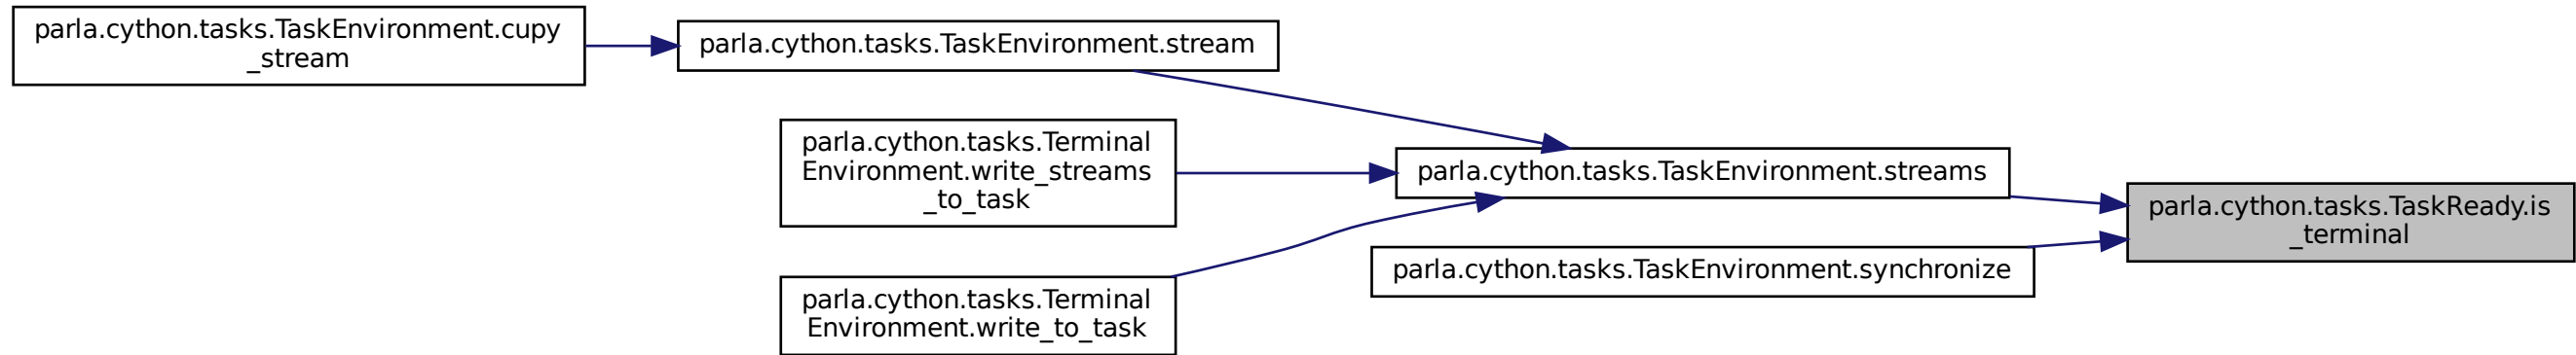 parla.cython.tasks.TaskEnvironment.cupy
_stream
parla.cython.tasks.TaskEnvironment.stream
parla.cython.tasks.Terminal
Environment.write_streams
_to_task
parla.cython.tasks.Terminal
Environment.write_to_task
parla.cython.tasks.TaskEnvironment.streams
parla.cython.tasks.TaskEnvironment.synchronize
parla.cython.tasks.TaskReady.is
_terminal